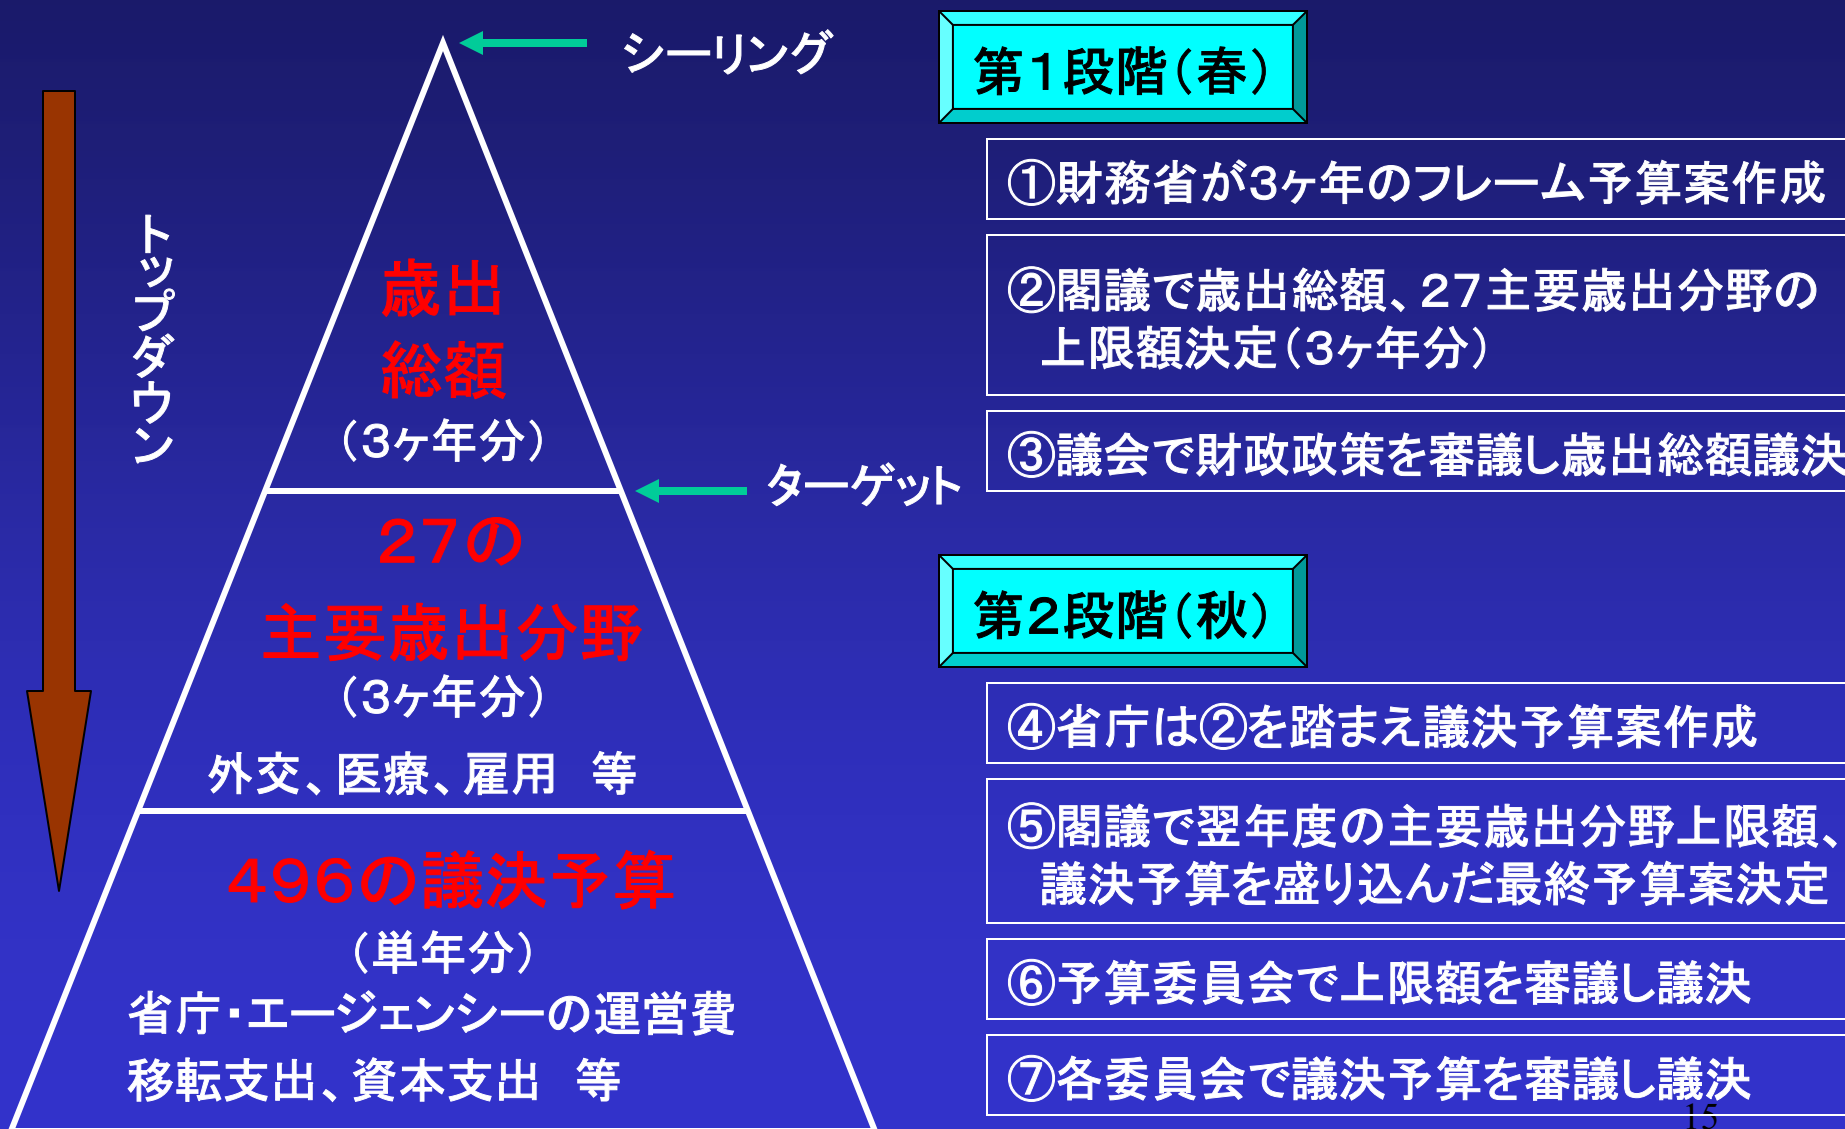 シーリング
トップダウン
歳出
総額
（３ヶ年分）
ターゲット
２７の
主要歳出分野
（３ヶ年分）
外交、医療、雇用　等
４９６の議決予算
（単年分）
省庁・エージェンシーの運営費
移転支出、資本支出　等
第１段階（春）
①財務省が３ヶ年のフレーム予算案作成
②閣議で歳出総額、２７主要歳出分野の
上限額決定（３ヶ年分）
③議会で財政政策を審議し歳出総額議決
第２段階（秋）
④省庁は②を踏まえ議決予算案作成
⑤閣議で翌年度の主要歳出分野上限額、
議決予算を盛り込んだ最終予算案決定
⑥予算委員会で上限額を審議し議決
⑦各委員会で議決予算を審議し議決
15